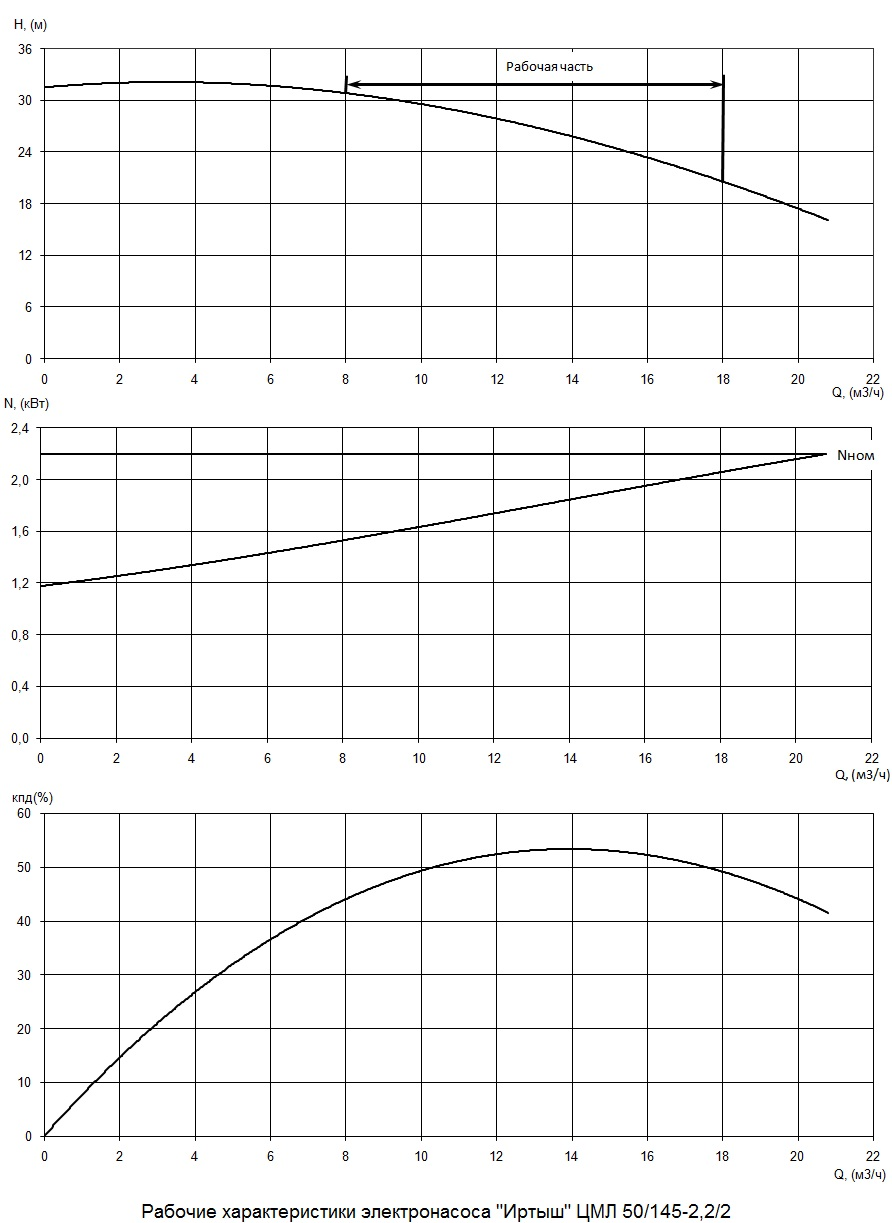 H, (м)
36
Рабочая часть
30
24
18
12
6
0
0 2 4 6 8 10 12 14 16 18 20 22
Q, (м3/ч)
N, (кВт)
2,4
Nном
2,0
1,6
1,2
0,8
0,4
0,0
0 2 4 6 8 10 12 14 16 18 20 22
Q, (м3/ч)
кпд(%)
60
50
40
30
20
10
0
0 2 4 6 8 10 12 14 16 18 20 22
Q, (м3/ч)
Рабочие характеристики электронасоса "Иртыш" ЦМЛ 50/145-2,2/2